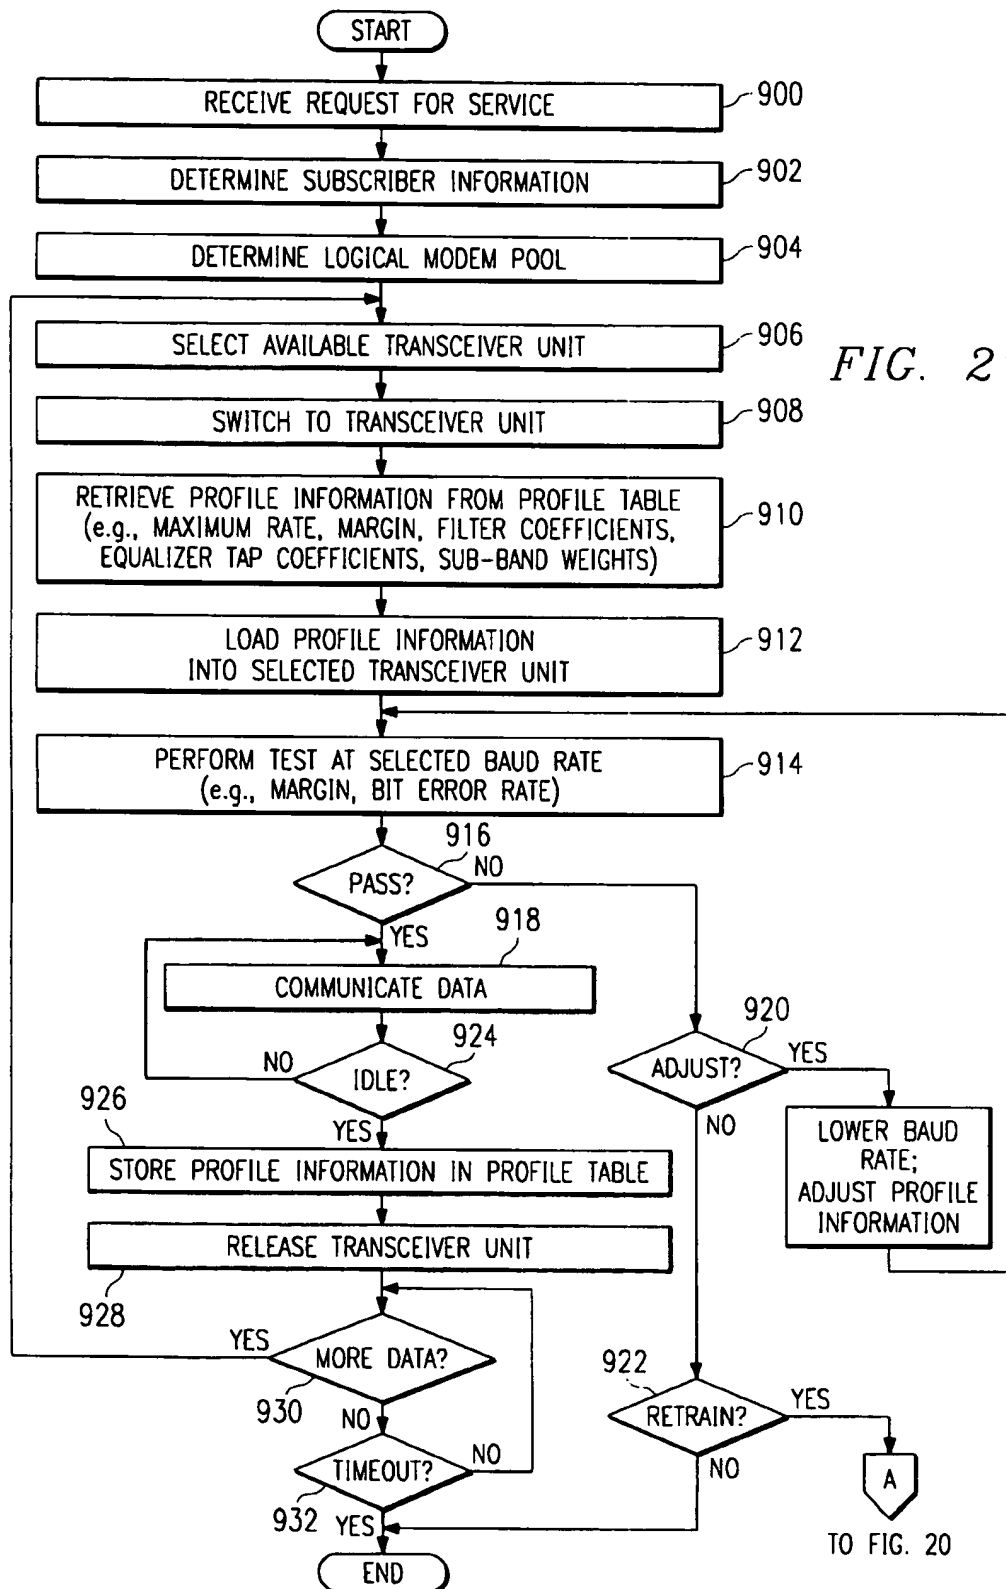 START
RECEIVE REQUEST FOR SERVICE
900
DETERMINE SUBSCRIBER INFORMATION
902
DETERMINE LOGICAL MODEM POOL
904
SELECT AVAILABLE TRANSCEIVER UNIT
906
FIG. 2
SWITCH TO TRANSCEIVER UNIT
908
RETRIEVE PROFILE INFORMATION FROM PROFILE TABLE
(e.g., MAXIMUM RATE, MARGIN, FILTER COEFFICIENTS,
EQUALIZER TAP COEFFICIENTS, SUB-BAND WEIGHTS)
910
LOAD PROFILE INFORMATION
INTO SELECTED TRANSCEIVER UNIT
912
PERFORM TEST AT SELECTED BAUD RATE
(e.g., MARGIN, BIT ERROR RATE)
914
916
PASS?
NO
YES
918
COMMUNICATE DATA
924
NO
IDLE?
YES
920
ADJUST?
YES
NO
LOWER BAUD
RATE;
ADJUST PROFILE
INFORMATION
926
STORE PROFILE INFORMATION IN PROFILE TABLE
RELEASE TRANSCEIVER UNIT
928
YES
MORE DATA?
930
NO
922
RETRAIN?
YES
NO
TIMEOUT?
NO
932
YES
A
TO FIG. 20
END